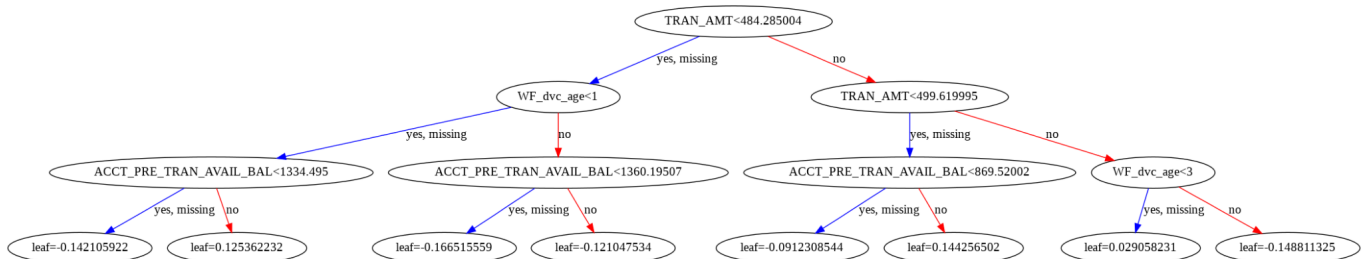 TRAN_AMT<484.285004
yes, missing
no
WF_dvc_age<1
TRAN_AMT<499.619995
yes, missing
no
yes, missing
no
ACCT_PRE_TRAN_AVAIL_BAL<1334.495
ACCT_PRE_TRAN_AVAIL_BAL<1360.19507
ACCT_PRE_TRAN_AVAIL_BAL<869.52002
WF_dvc_age<3
yes, missing
no
yes, missing
no
yes, missing
no
yes, missing
no
leaf=-0.142105922
leaf=0.125362232
leaf=-0.166515559
leaf=-0.121047534
leaf=-0.0912308544
leaf=0.144256502
leaf=0.029058231
leaf=-0.148811325